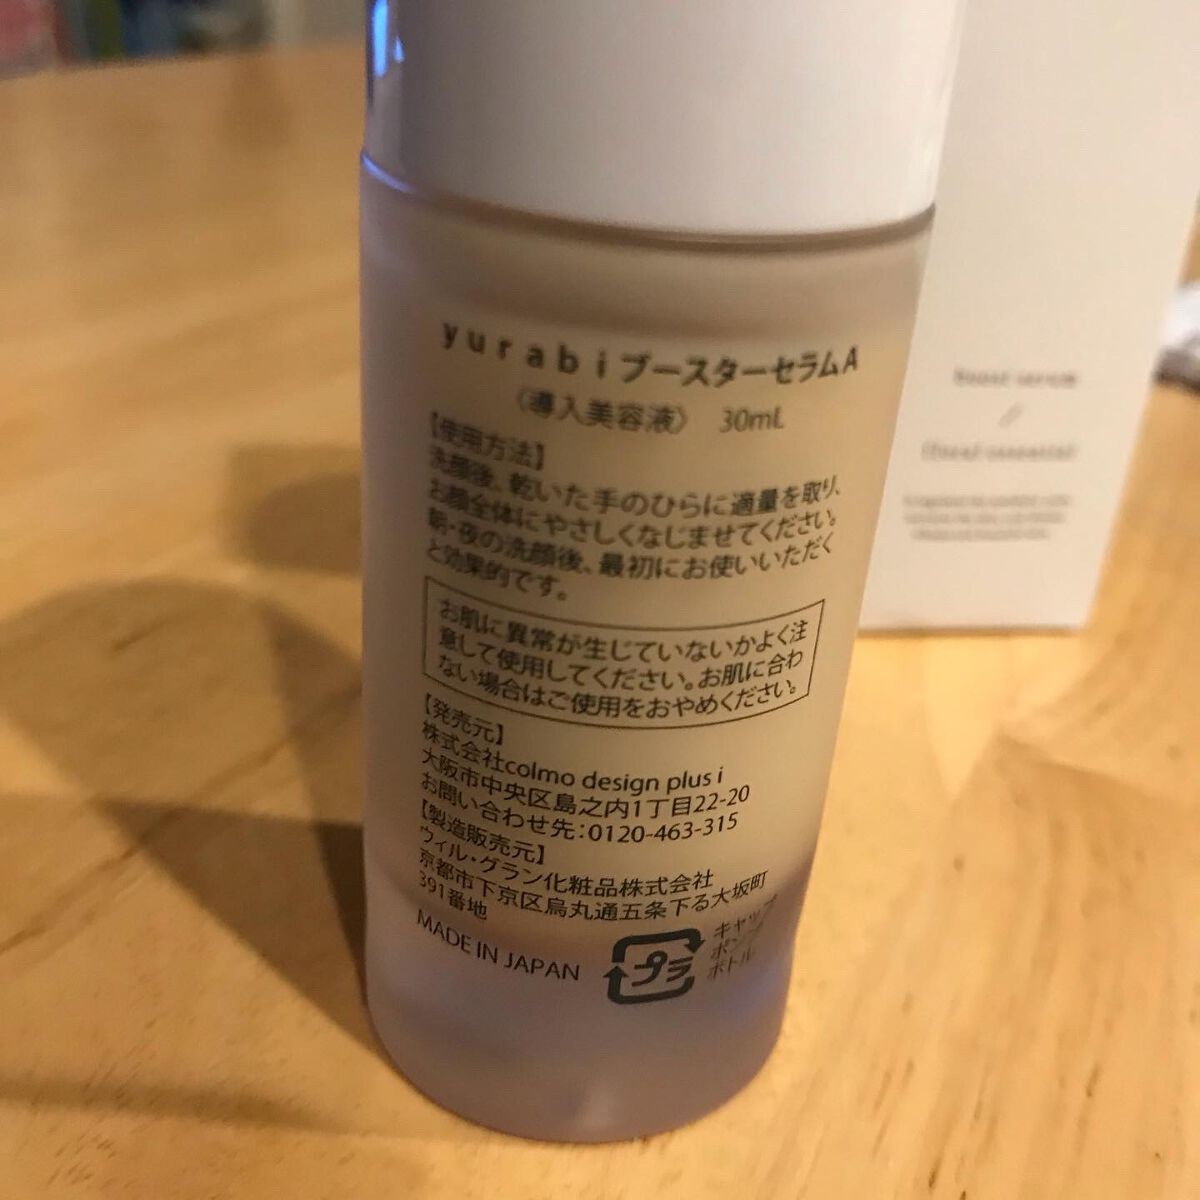 yurabiブースターセラムA
〈導入美容液〉 30mL
【使用方法】
洗顔後、乾いた手のひらに適量を取り、
お顔全体にやさしくなじませてください。
朝・夜の洗顔後、最初にお使いいただく
と効果的です。
お肌に異常が生じていないかよく注
意して使用してください。お肌に合わ
ない場合はご使用をおやめください。
【発売元】
株式会社colmo design plus i
大阪市中央区島之内1丁目22-20
お問い合わせ先:0120-463-315
【製造販売元】
ウィル・グラン化粧品株式会社
京都市下京区烏丸通五条下る大坂町
391番地
MADE IN JAPAN
プラ
キャップ
ポンプ
ボトル
boost serum
/
floral essential